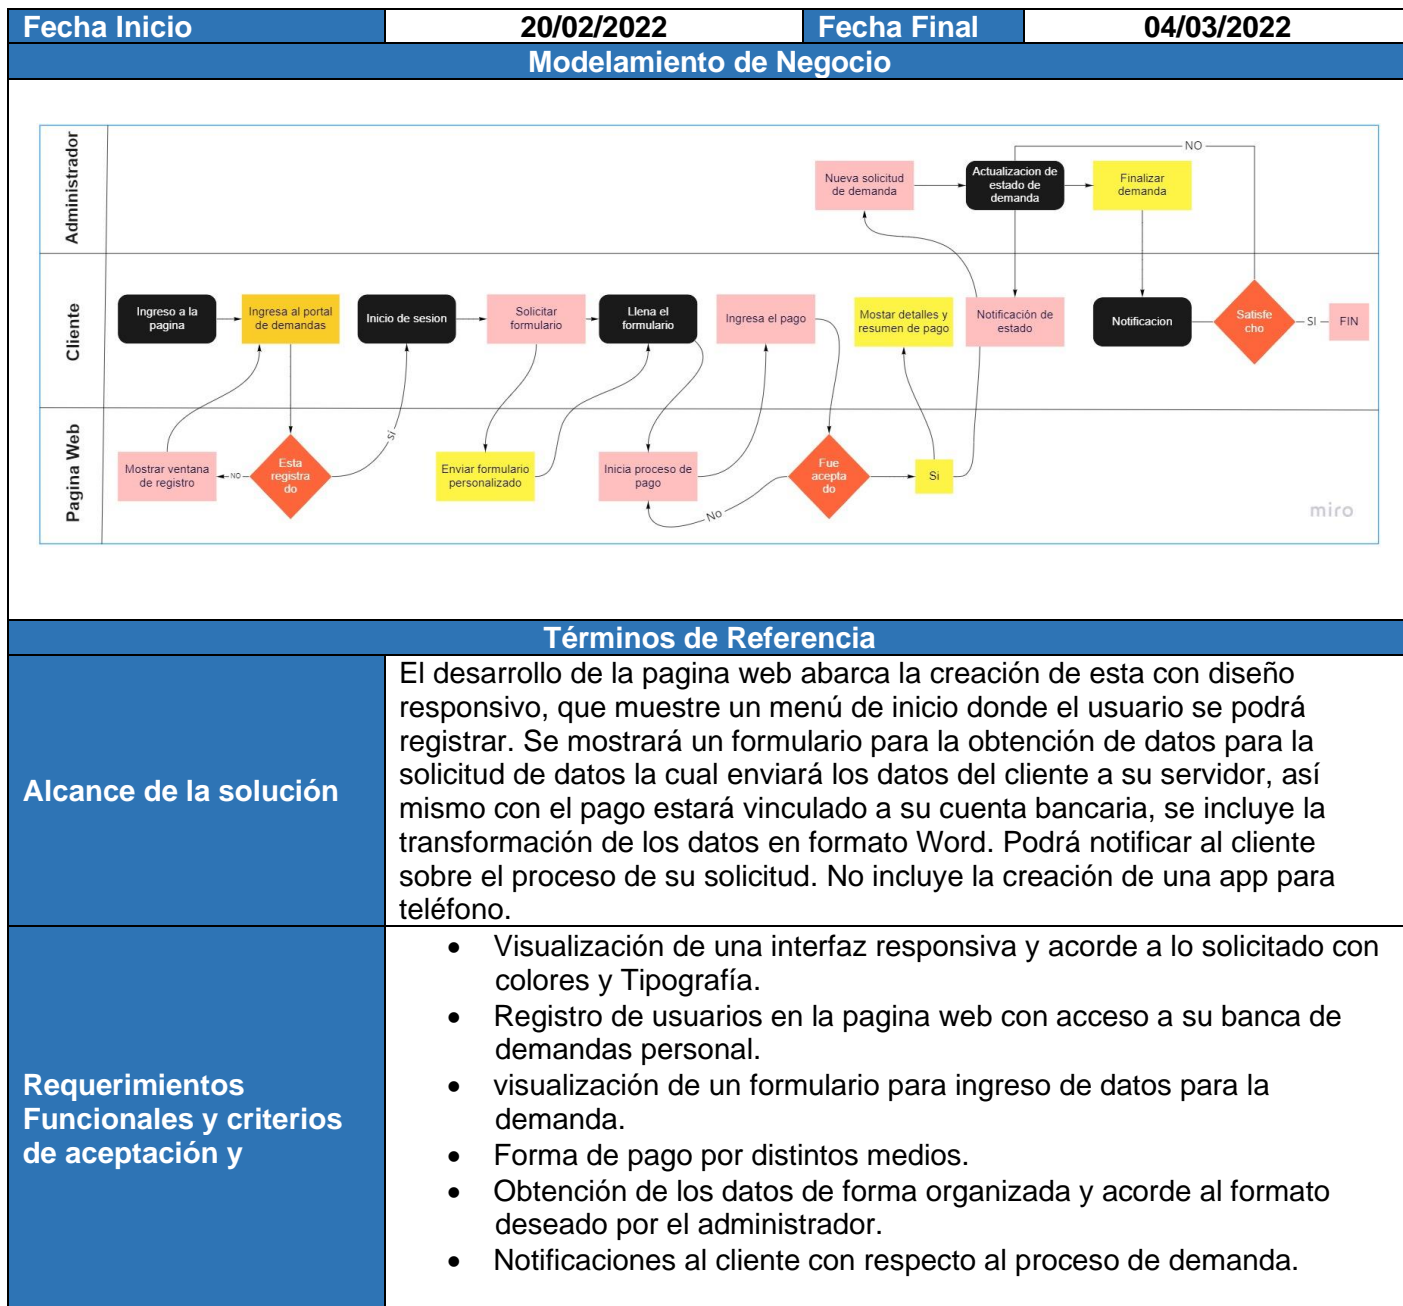 Fecha Inicio 20/02/2022 Fecha Final 04/03/2022
Modelamiento de Negocio
Administrador
Nueva solicitud
de demanda
Actualizacion de
estado de
demanda
Finalizar
demanda
NO
Cliente
Ingreso a la
pagina
Ingresa al portal
de demandas
Inicio de sesion
Solicitar
formulario
Llena el
formulario
Ingresa el pago
Mostar detalles y
resumen de pago
Notificación de
estado
Notificacion
Satisfe
cho
SI
FIN
Pagina Web
Mostrar ventana
de registro
NO
Esta
registra
do
si
Enviar formulario
personalizado
Inicia proceso de
pago
No
Fue
acepta
do
Si
miro
Términos de Referencia
Alcance de la solución
El desarrollo de la pagina web abarca la creación de esta con diseño
responsivo, que muestre un menú de inicio donde el usuario se podrá
registrar. Se mostrará un formulario para la obtención de datos para la
solicitud de datos la cual enviará los datos del cliente a su servidor, así
mismo con el pago estará vinculado a su cuenta bancaria, se incluye la
transformación de los datos en formato Word. Podrá notificar al cliente
sobre el proceso de su solicitud. No incluye la creación de una app para
teléfono.
Requerimientos
Funcionales y criterios
de aceptación y
• Visualización de una interfaz responsiva y acorde a lo solicitado con
colores y Tipografía.
• Registro de usuarios en la pagina web con acceso a su banca de
demandas personal.
• visualización de un formulario para ingreso de datos para la
demanda.
• Forma de pago por distintos medios.
• Obtención de los datos de forma organizada y acorde al formato
deseado por el administrador.
• Notificaciones al cliente con respecto al proceso de demanda.